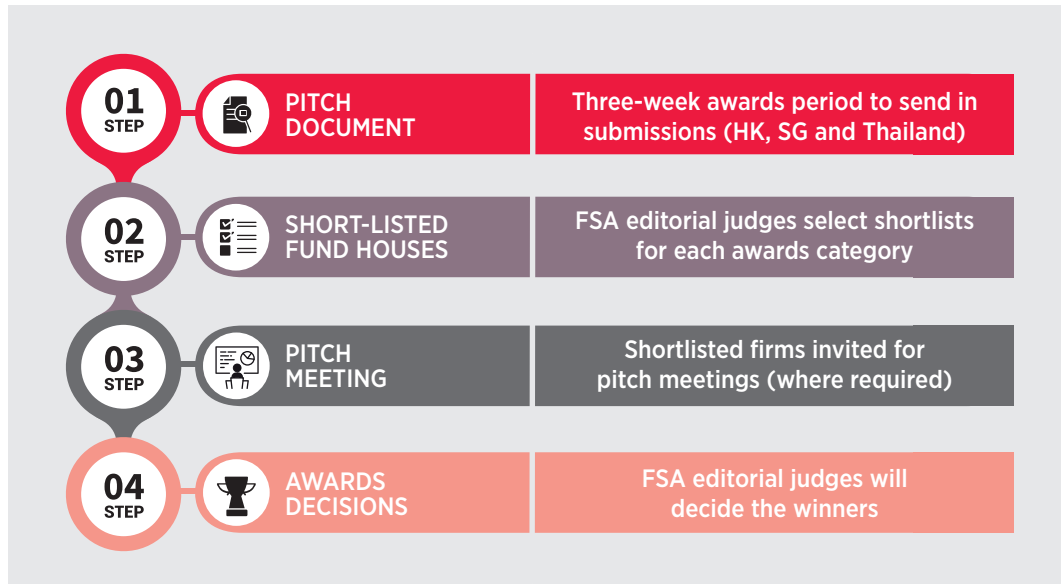 01
STEP
PITCH
DOCUMENT
Three-week awards period to send in
submissions (HK, SG and Thailand)
02
STEP
SHORT-LISTED
FUND HOUSES
FSA editorial judges select shortlists
for each awards category
03
STEP
PITCH
MEETING
Shortlisted firms invited for
pitch meetings (where required)
04
STEP
AWARDS
DECISIONS
FSA editorial judges will
decide the winners